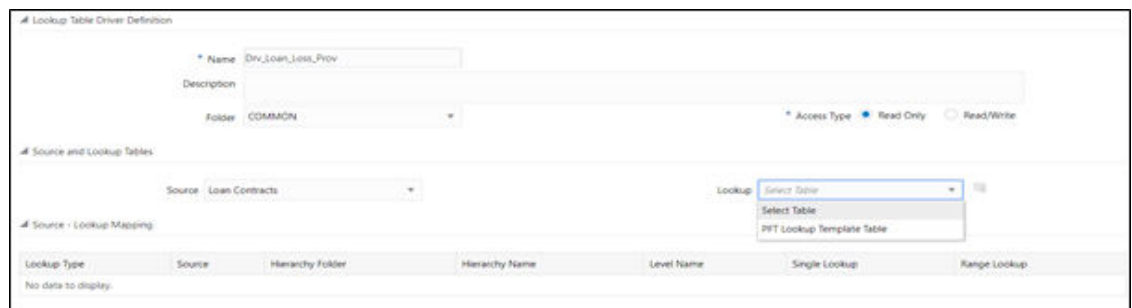 Lookup Table Driver Definition
* Name Drv_Loan_Loss_Prov
Description
Folder COMMON * Access Type Read Only Read/Write
Source and Lookup Tables
Source Loan Contracts Lookup Select Table
Select Table
PFT Lookup Template Table
Source - Lookup Mapping
Lookup Type Source Hierarchy Folder Hierarchy Name Level Name Single Lookup Range Lookup
No data to display.